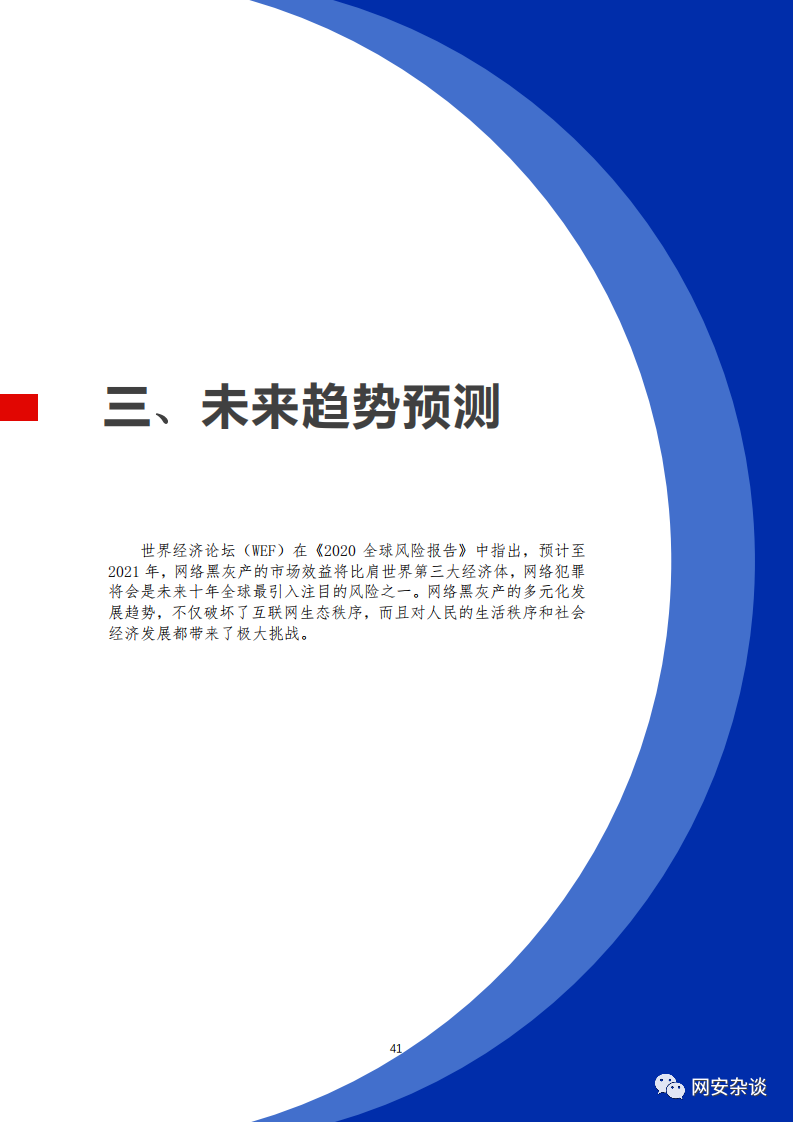 三、未来趋势预测
世界经济论坛（WEF）在《2020 全球风险报告》中指出，预计至
2021 年，网络黑灰产的市场效益将比肩世界第三大经济体，网络犯罪
将会是未来十年全球最引入注目的风险之一。网络黑灰产的多元化发
展趋势，不仅破坏了互联网生态秩序，而且对人民的生活秩序和社会
经济发展都带来了极大挑战。
41
网安杂谈